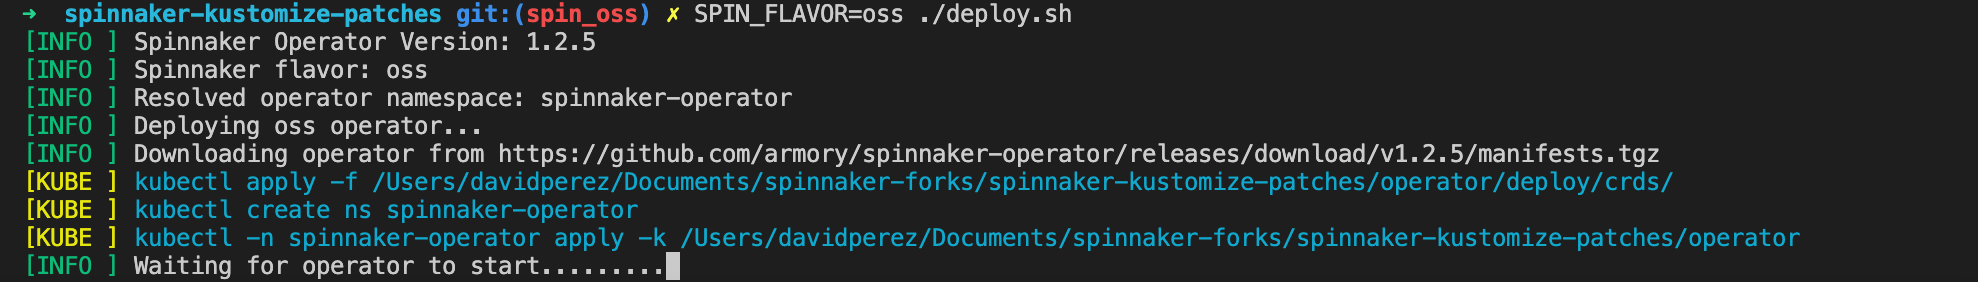 ➜ spinnaker-kustomize-patches git:(spin_oss) ✗ SPIN_FLAVOR=oss ./deploy.sh
[INFO ] Spinnaker Operator Version: 1.2.5
[INFO ] Spinnaker flavor: oss
[INFO ] Resolved operator namespace: spinnaker-operator
[INFO ] Deploying oss operator...
[INFO ] Downloading operator from https://github.com/armory/spinnaker-operator/releases/download/v1.2.5/manifests.tgz
[KUBE ] kubectl apply -f /Users/davidperez/Documents/spinnaker-forks/spinnaker-kustomize-patches/operator/deploy/crds/
[KUBE ] kubectl create ns spinnaker-operator
[KUBE ] kubectl -n spinnaker-operator apply -k /Users/davidperez/Documents/spinnaker-forks/spinnaker-kustomize-patches/operator
[INFO ] Waiting for operator to start.........